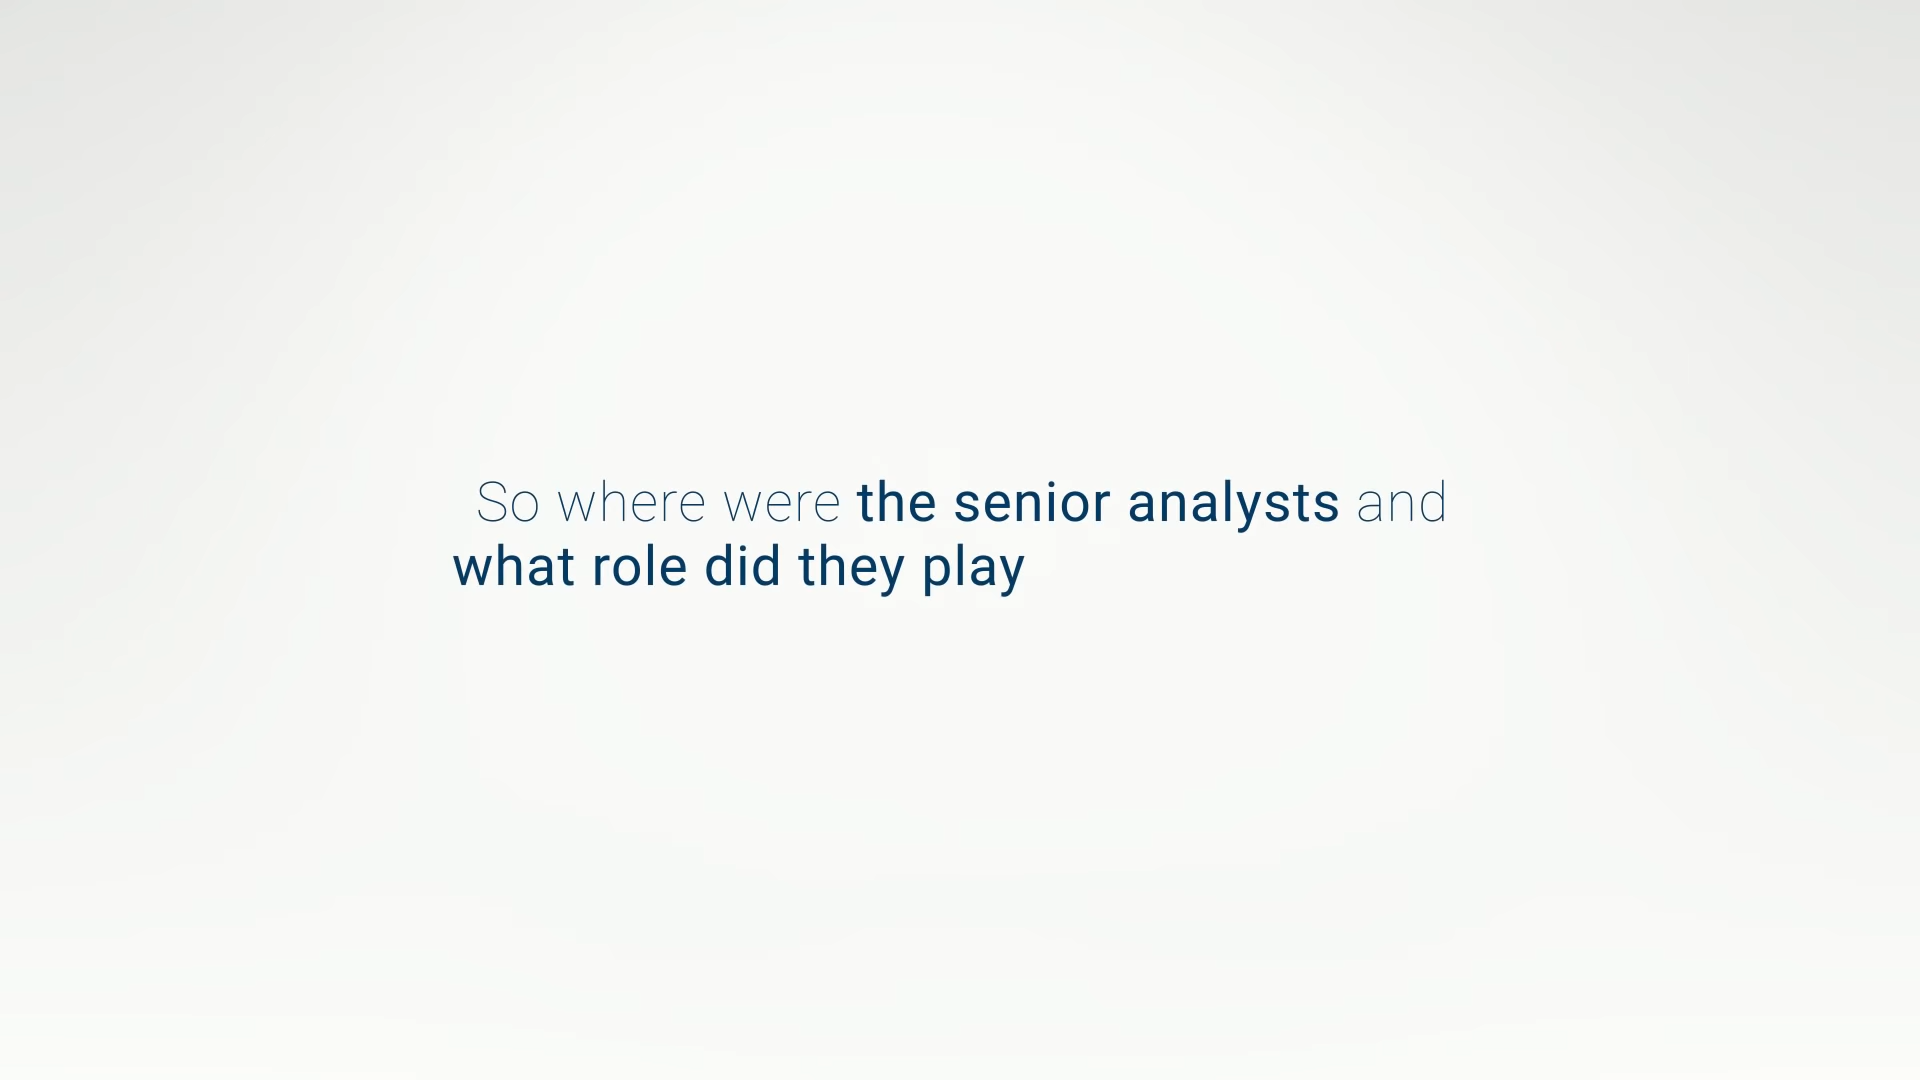 So where were the senior analysts and
what role did they play